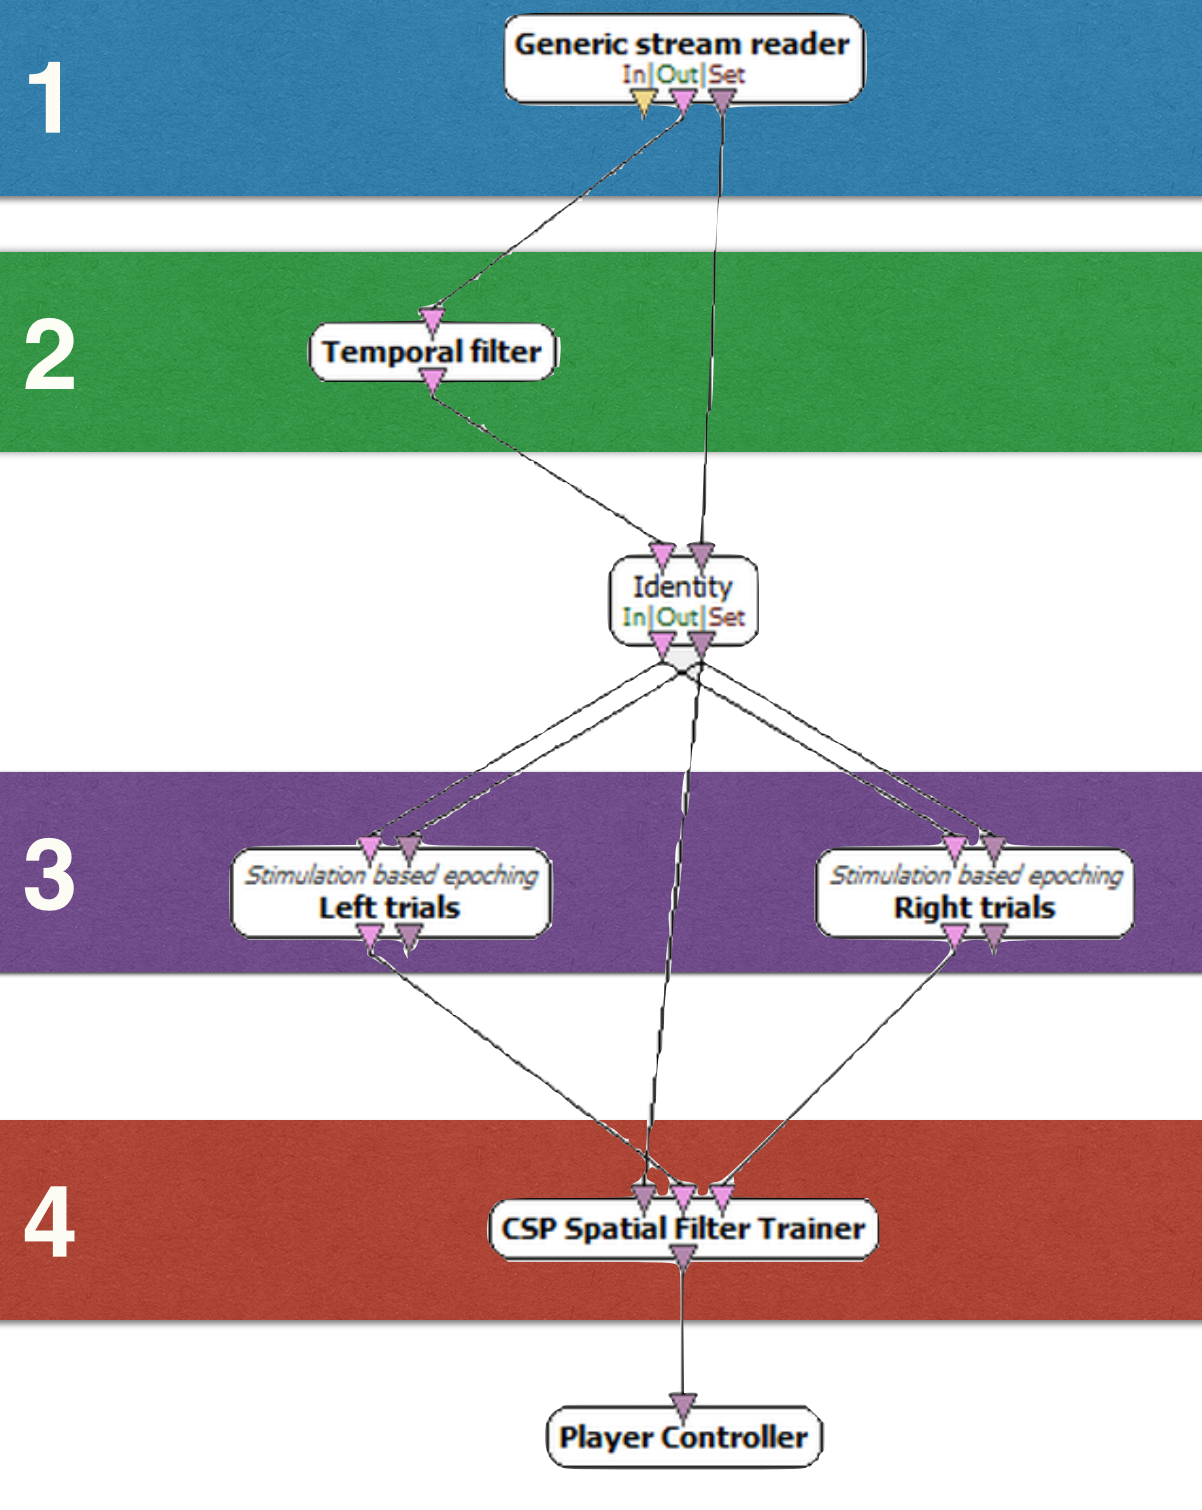 1
Generic stream reader
In|Out|Set
2
Temporal filter
Identity
In|Out|Set
3
Stimulation based epoching
Left trials
Stimulation based epoching
Right trials
4
CSP Spatial Filter Trainer
Player Controller